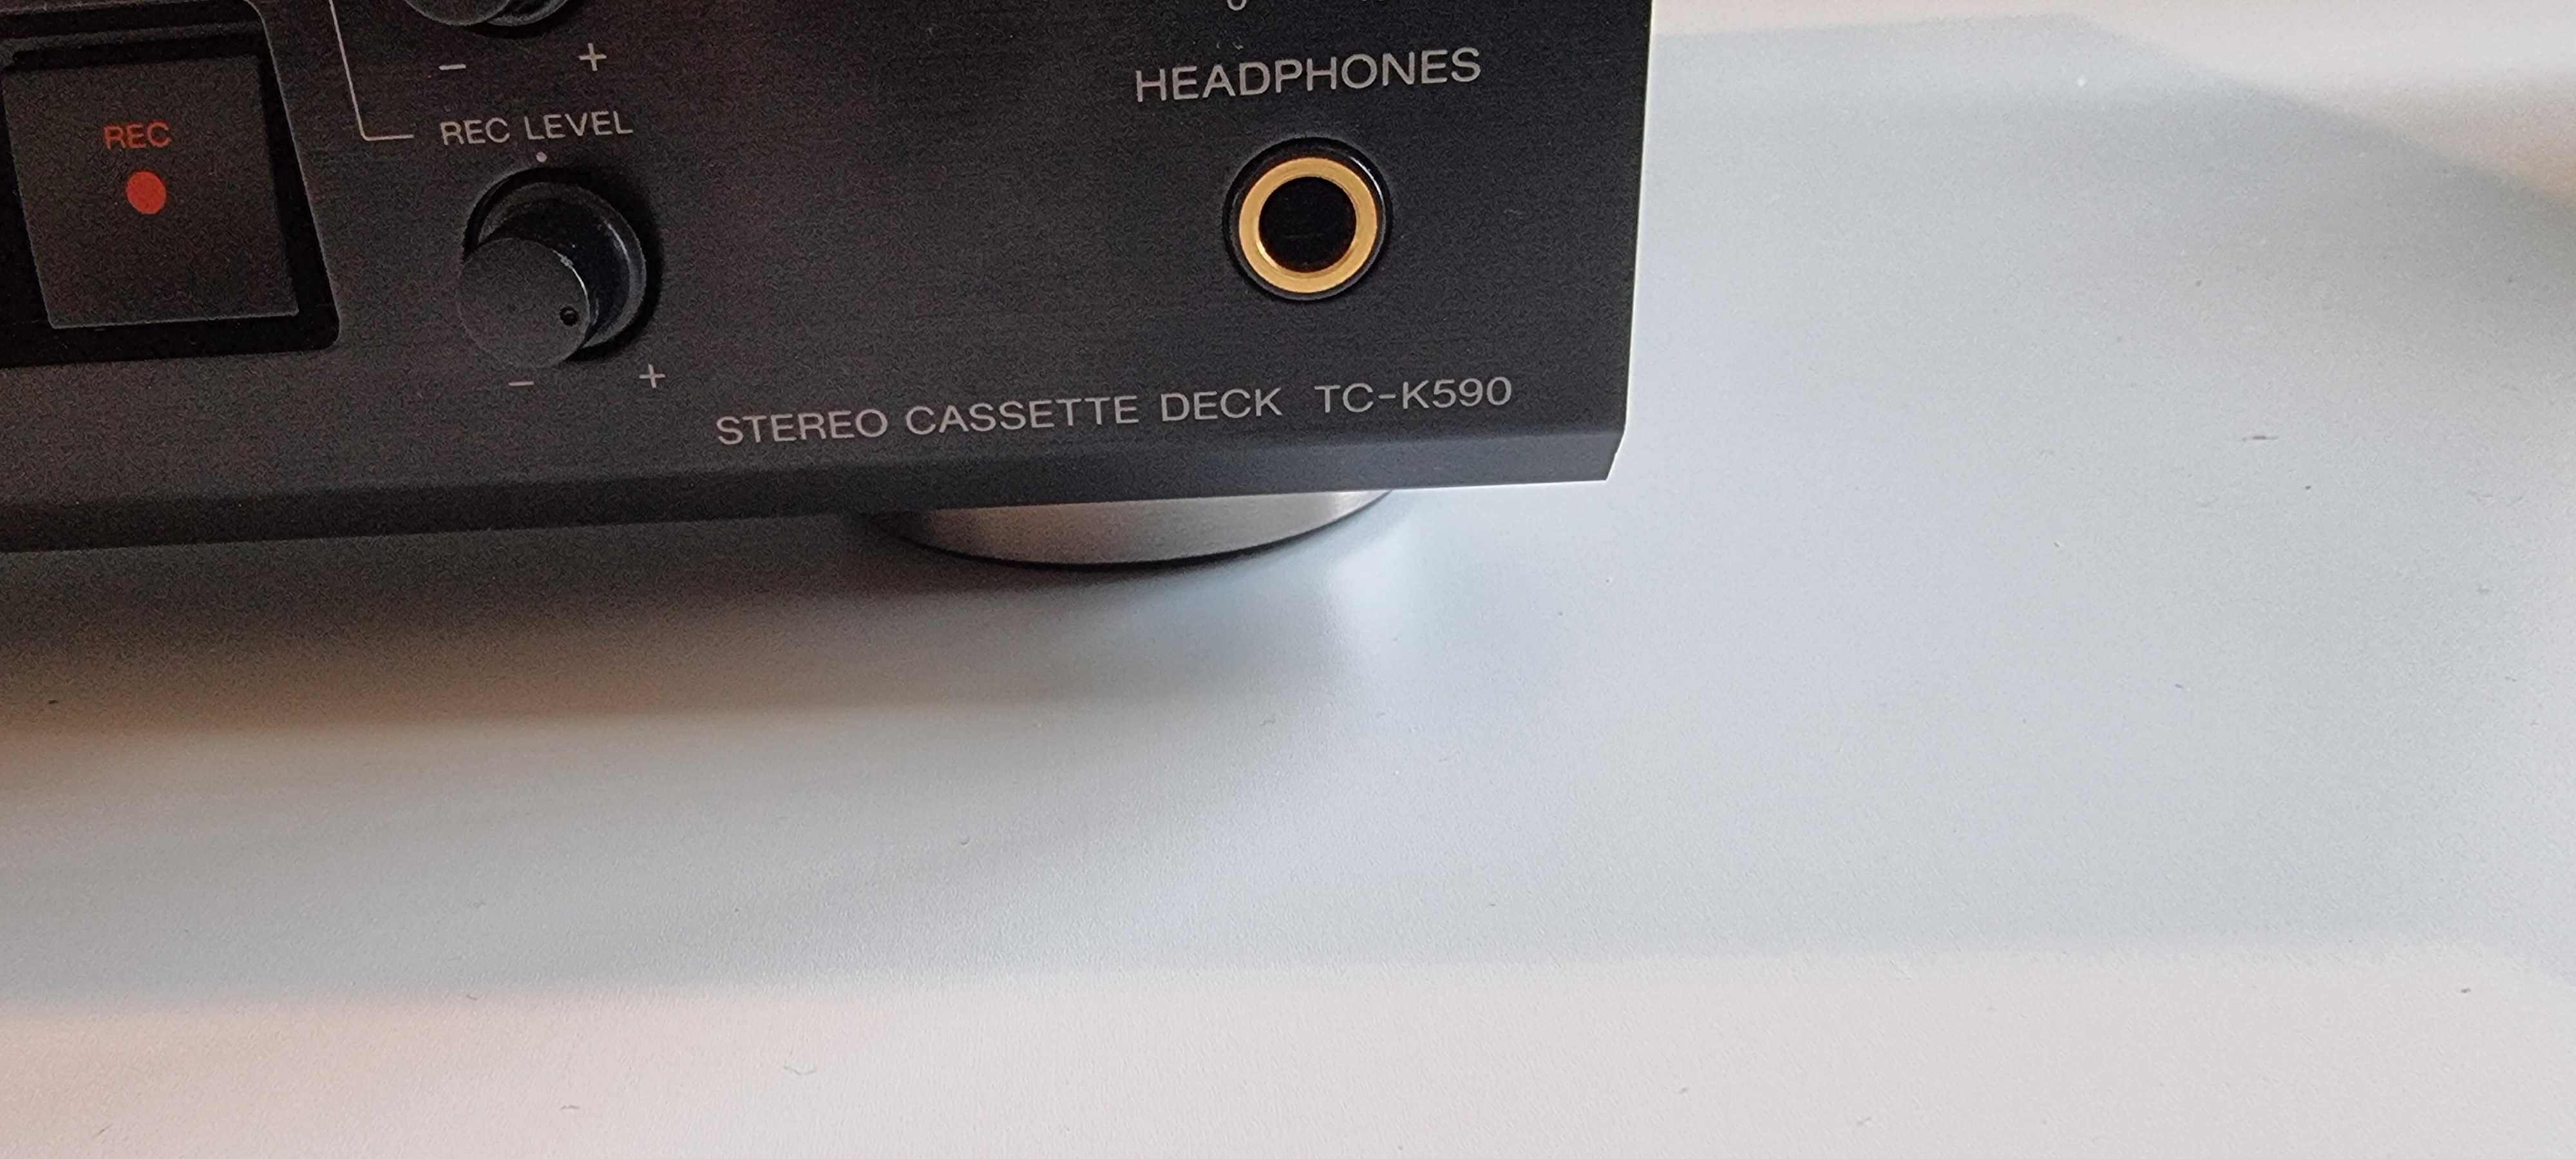 HEADPHONES
− +
REC LEVEL
REC
− +
STEREO CASSETTE DECK TC-K590